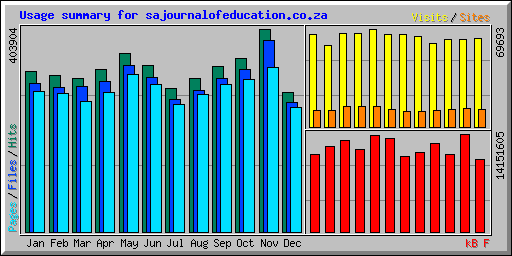 Usage summary for sajournalofeducation.co.za
Visits/Sites
403904
69693
14151605
Pages/Files/Hits
Jan Feb Mar Apr May Jun Jul Aug Sep Oct Nov Dec
kB F